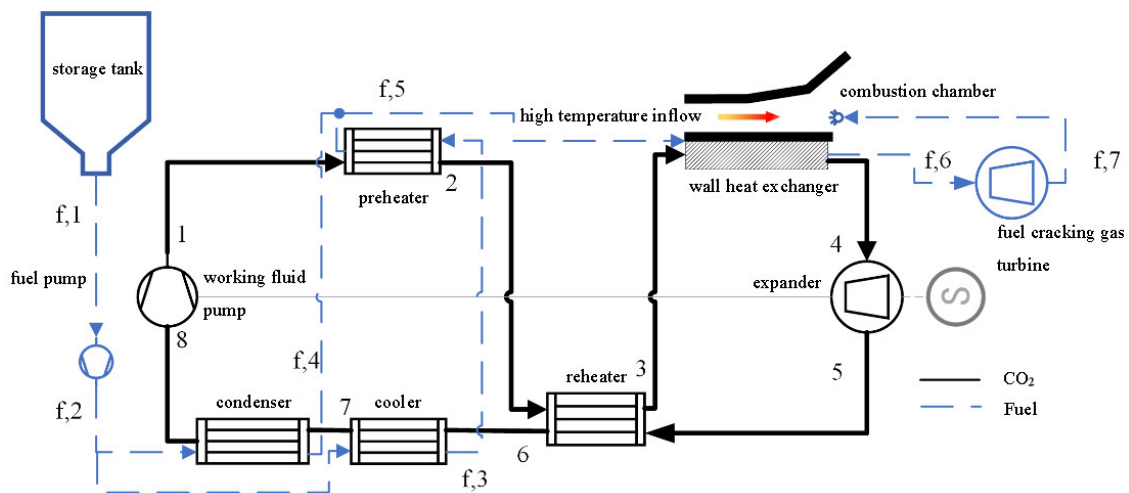 storage tank
f,1
fuel pump
f,2
1
working fluid
pump
8
condenser
f,4
7
cooler
f,3
f,5
preheater
2
high temperature inflow
combustion chamber
wall heat exchanger
f,6
f,7
fuel cracking gas
turbine
4
expander
S
5
3
reheater
6
CO₂
Fuel